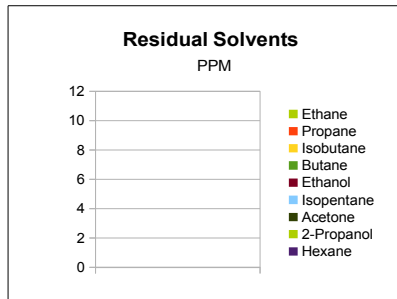 Residual Solvents
PPM
12
10
8
6
4
2
0
Ethane
Propane
Isobutane
Butane
Ethanol
Isopentane
Acetone
2-Propanol
Hexane